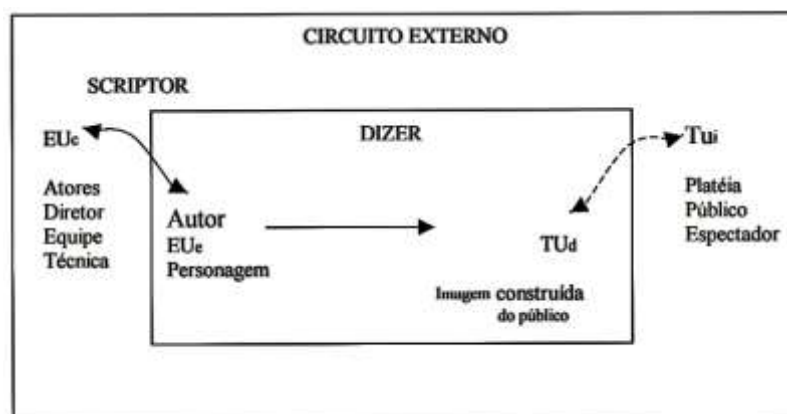 CIRCUITO EXTERNO
SCRIPTOR
EUc
Atores
Diretor
Equipe
Técnica
DIZER
Autor
EUe
Personagem
TUd
Imagem construída
do público
Tui
Platéia
Público
Espectador